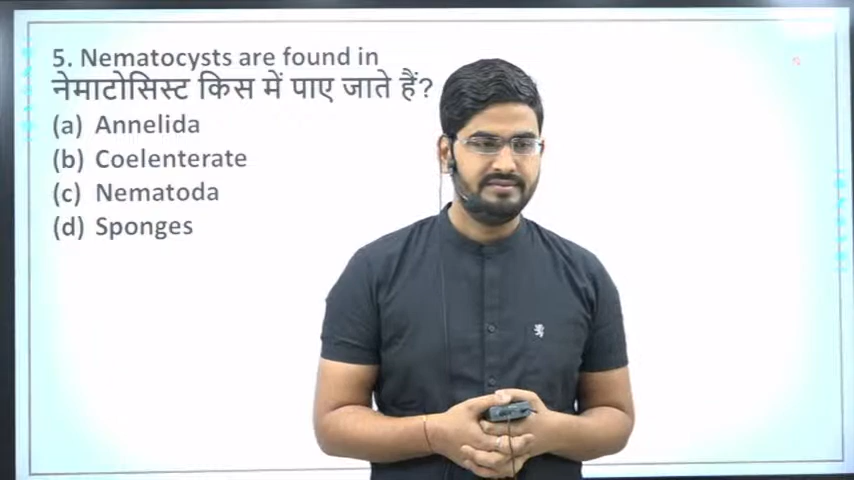 5. Nematocysts are found in
नेमाटोसिस्ट किस में पाए जाते हैं?
(a) Annelida
(b) Coelenterate
(c) Nematoda
(d) Sponges